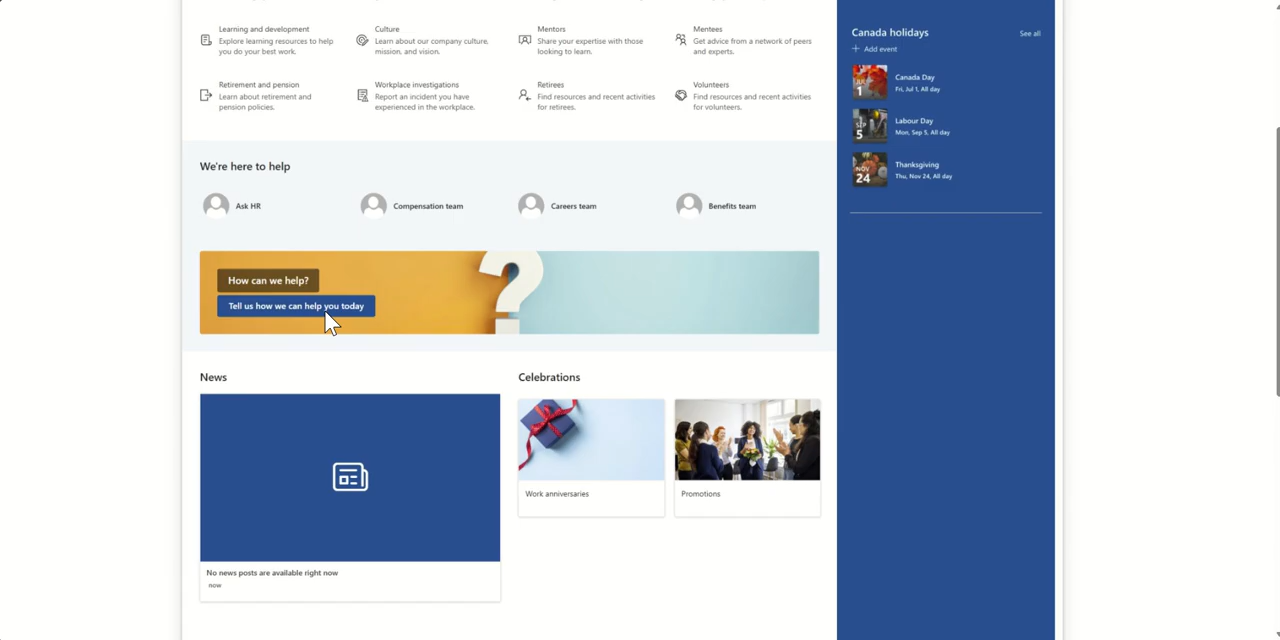 Learning and development
Explore learning resources to help
you do your best work.
Culture
Learn about our company culture,
mission, and vision.
Mentors
Share your expertise with those
looking to learn.
Mentees
Get advice from a network of peers
and experts.
Retirement and pension
Learn about retirement and
pension policies.
Workplace investigations
Report an incident you have
experienced in the workplace.
Retirees
Find resources and recent activities
for retirees.
Volunteers
Find resources and recent activities
for volunteers.
We're here to help
Ask HR
Compensation team
Careers team
Benefits team
How can we help?
Tell us how we can help you today
News
No news posts are available right now
now
Celebrations
Work anniversaries
Promotions
Canada holidays
See all
+ Add event
JUL
1
Canada Day
Fri, Jul 1, All day
SEP
5
Labour Day
Mon, Sep 5, All day
NOV
24
Thanksgiving
Thu, Nov 24, All day